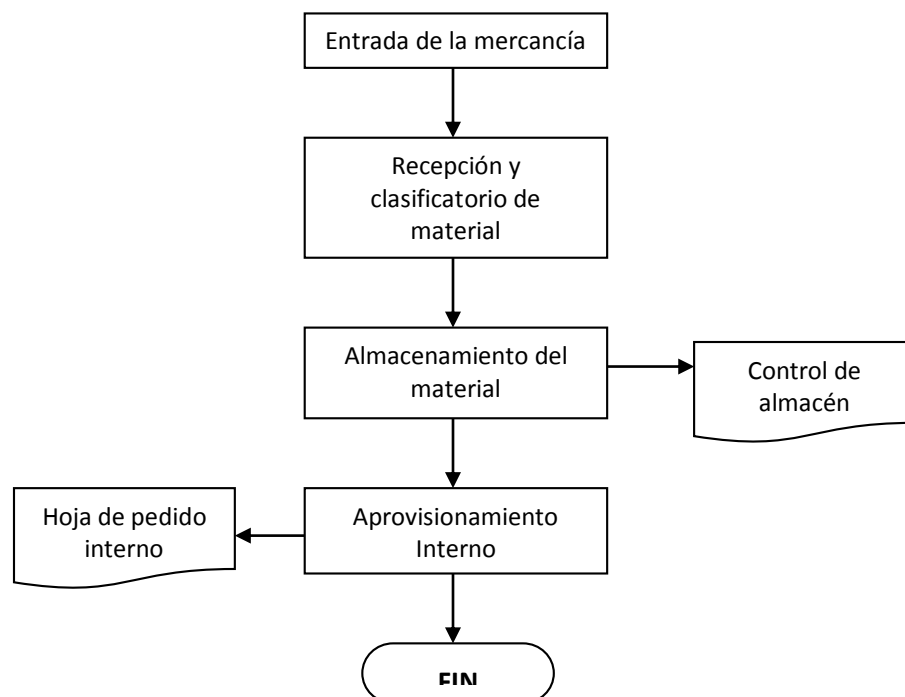 Entrada de la mercancía
Recepción y
clasificatorio de
material
Almacenamiento del
material
Control de
almacén
Hoja de pedido
interno
Aprovisionamiento
Interno
FIN